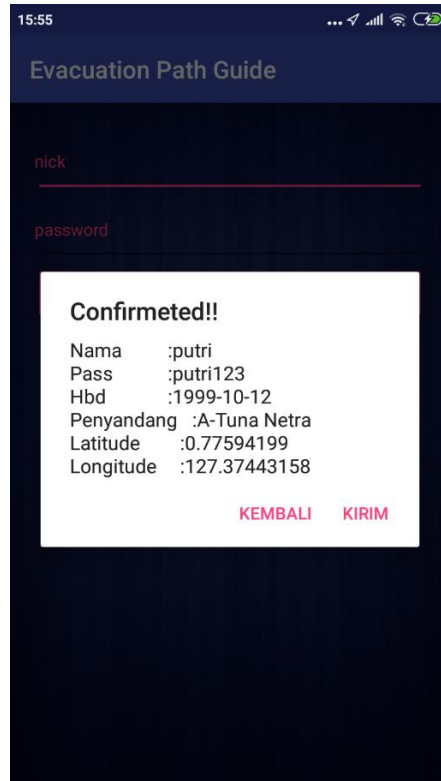 15:55
Evacuation Path Guide
nick
password
Confirmeted!!
Nama :putri
Pass :putri123
Hbd :1999-10-12
Penyandang :A-Tuna Netra
Latitude :0.77594199
Longitude :127.37443158
KEMBALI KIRIM